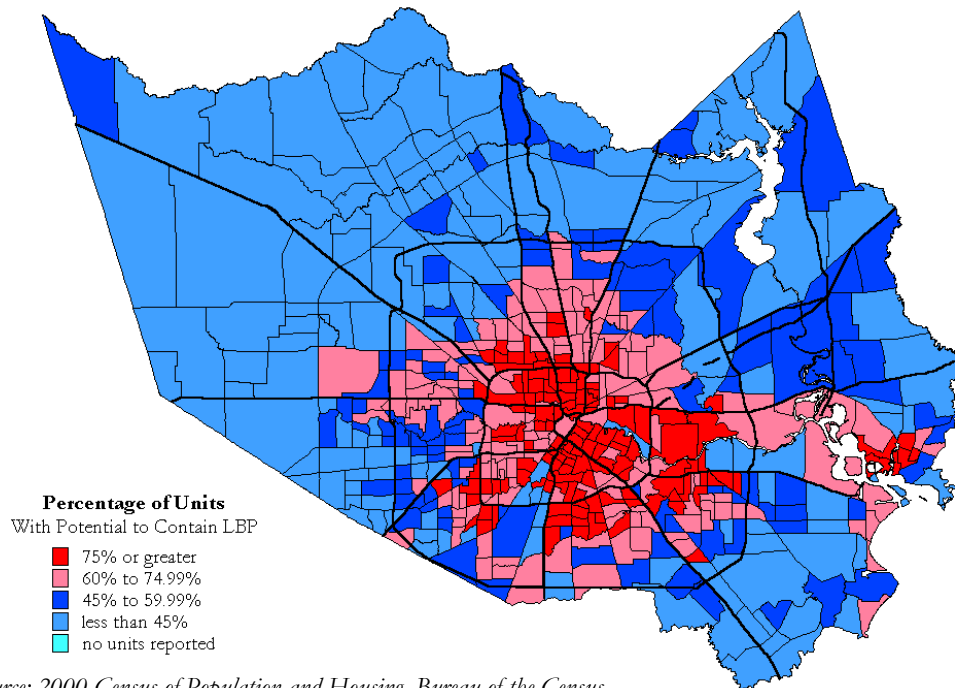 Percentage of Units
With Potential to Contain LBP
75% or greater
60% to 74.99%
45% to 59.99%
less than 45%
no units reported
2000 Census of Population and Housing, Bureau of the Census